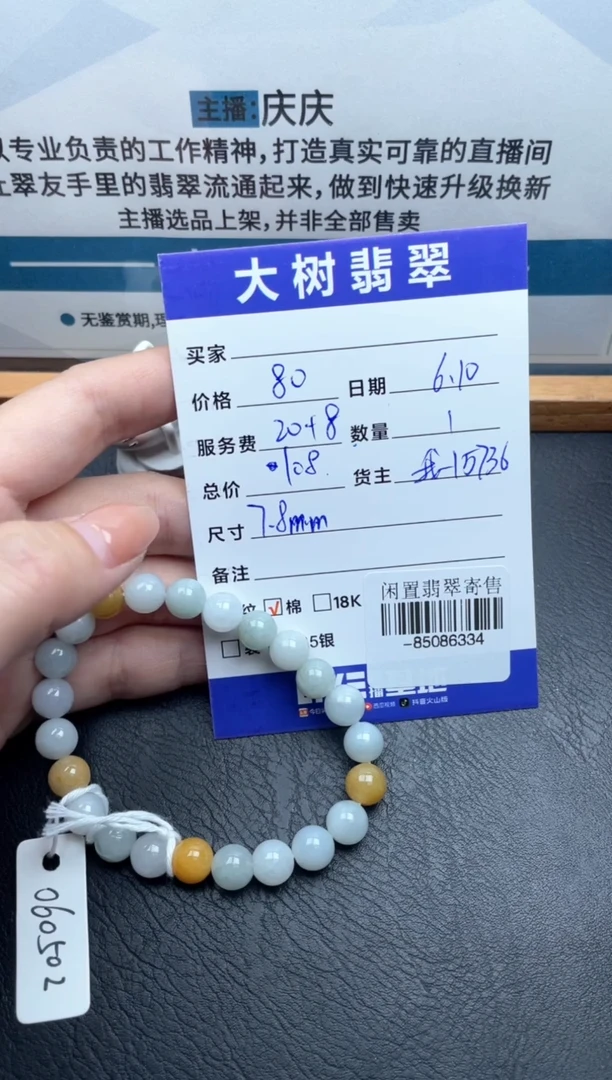 主播:庆庆
以专业负责的工作精神,打造真实可靠的直播间
让翠友手里的翡翠流通起来,做到快速升级换新
主播选品上架,并非全部售卖
无鉴赏期,理
大树翡翠
买家
价格 80 日期 6.10
服务费 20+8 数量 1
总价 108 货主 15736
尺寸 7.8mm
备注
纹 √棉 18K
5银
闲置翡翠寄售
-85086334
060502